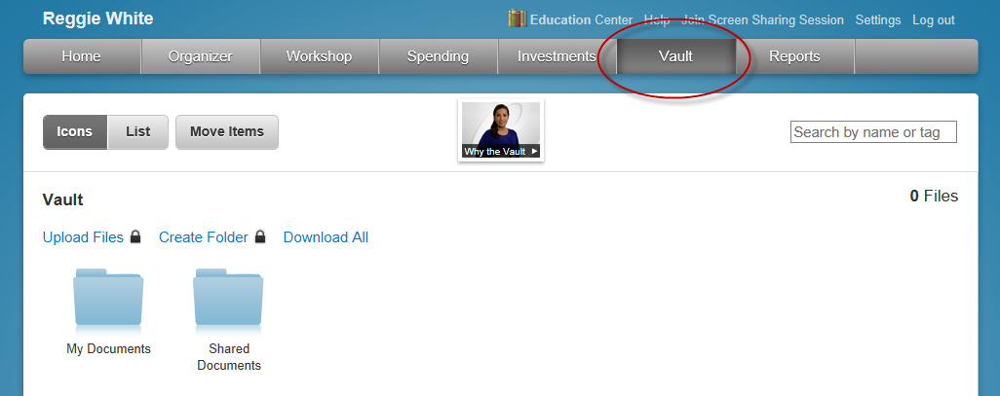 Reggie White
Education Center Help Join Screen Sharing Session Settings Log out
Home Organizer Workshop Spending Investments Vault Reports
Icons List Move Items
Why the Vault
Search by name or tag
Vault
0 Files
Upload Files Create Folder Download All
My Documents
Shared
Documents